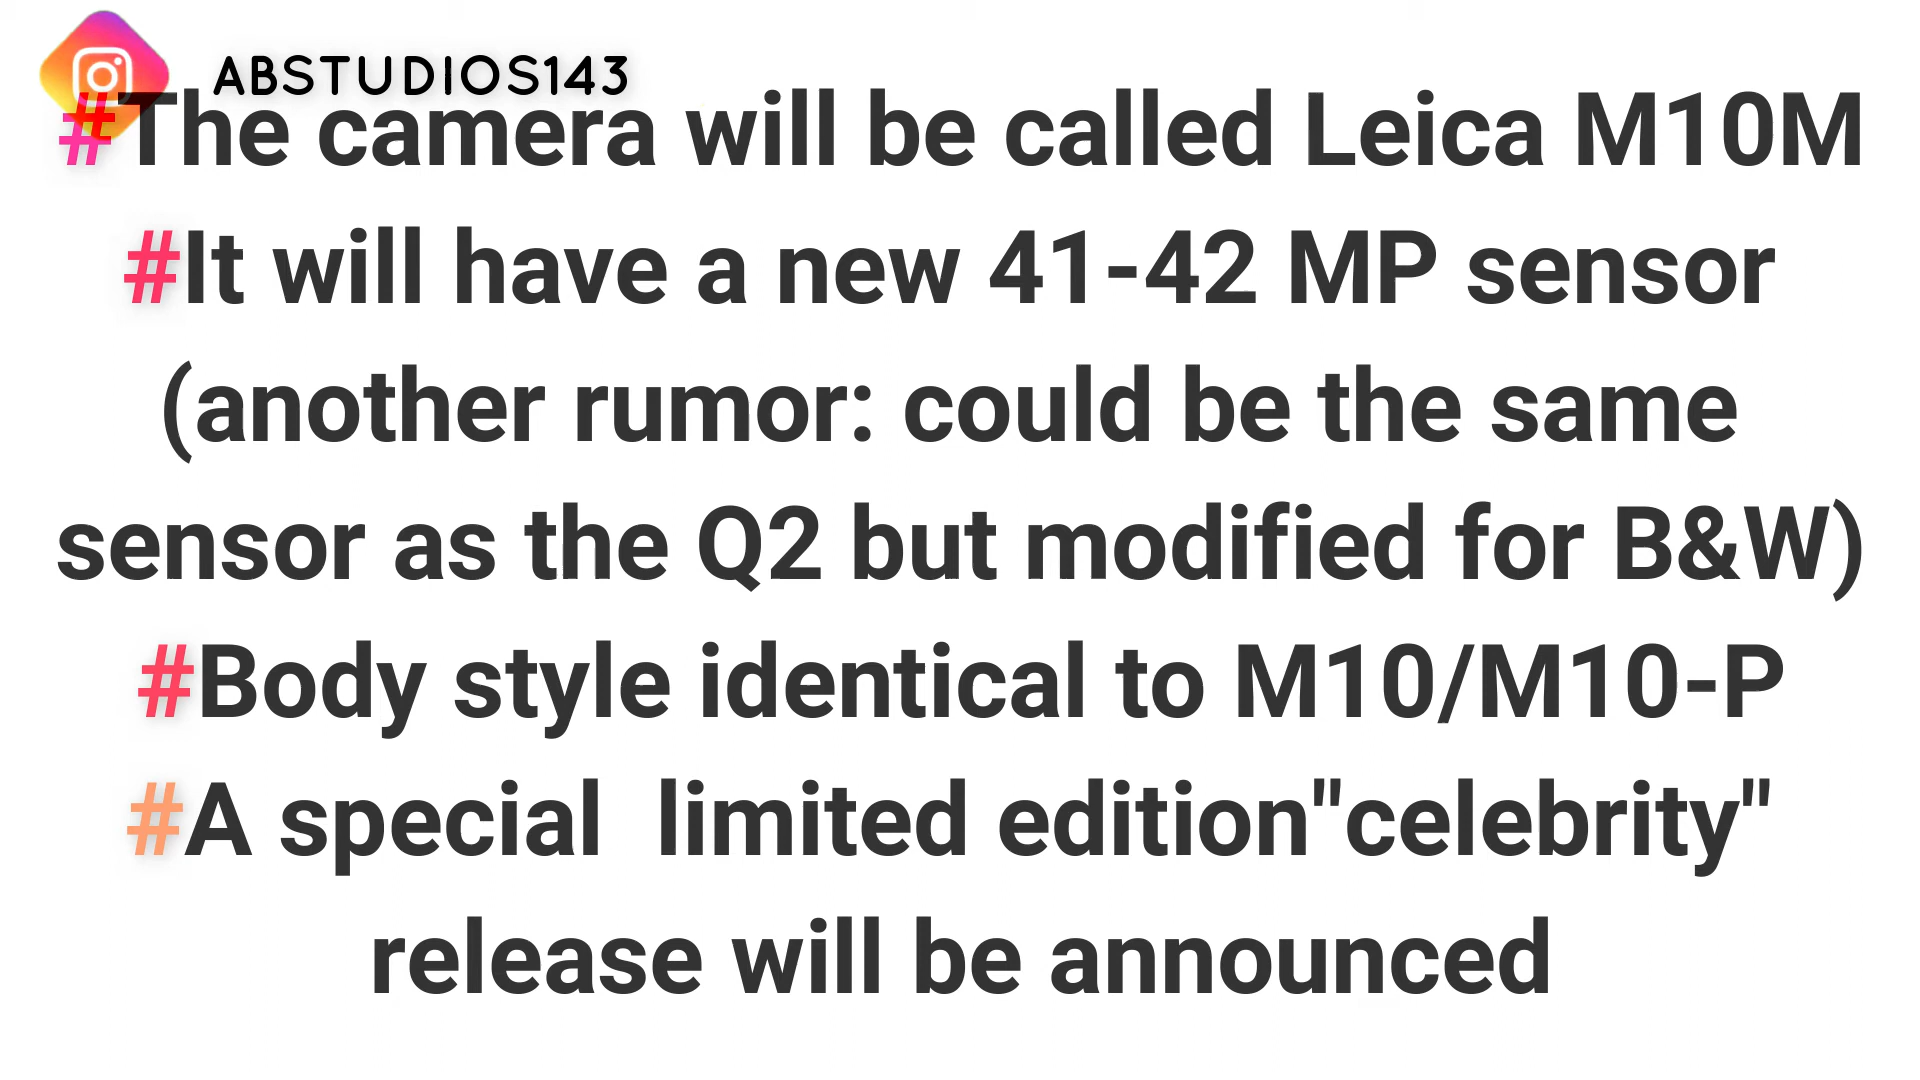 ABSTUDIOS143
#The camera will be called Leica M10M
#It will have a new 41-42 MP sensor
(another rumor: could be the same
sensor as the Q2 but modified for B&W)
#Body style identical to M10/M10-P
#A special  limited edition"celebrity"
release will be announced